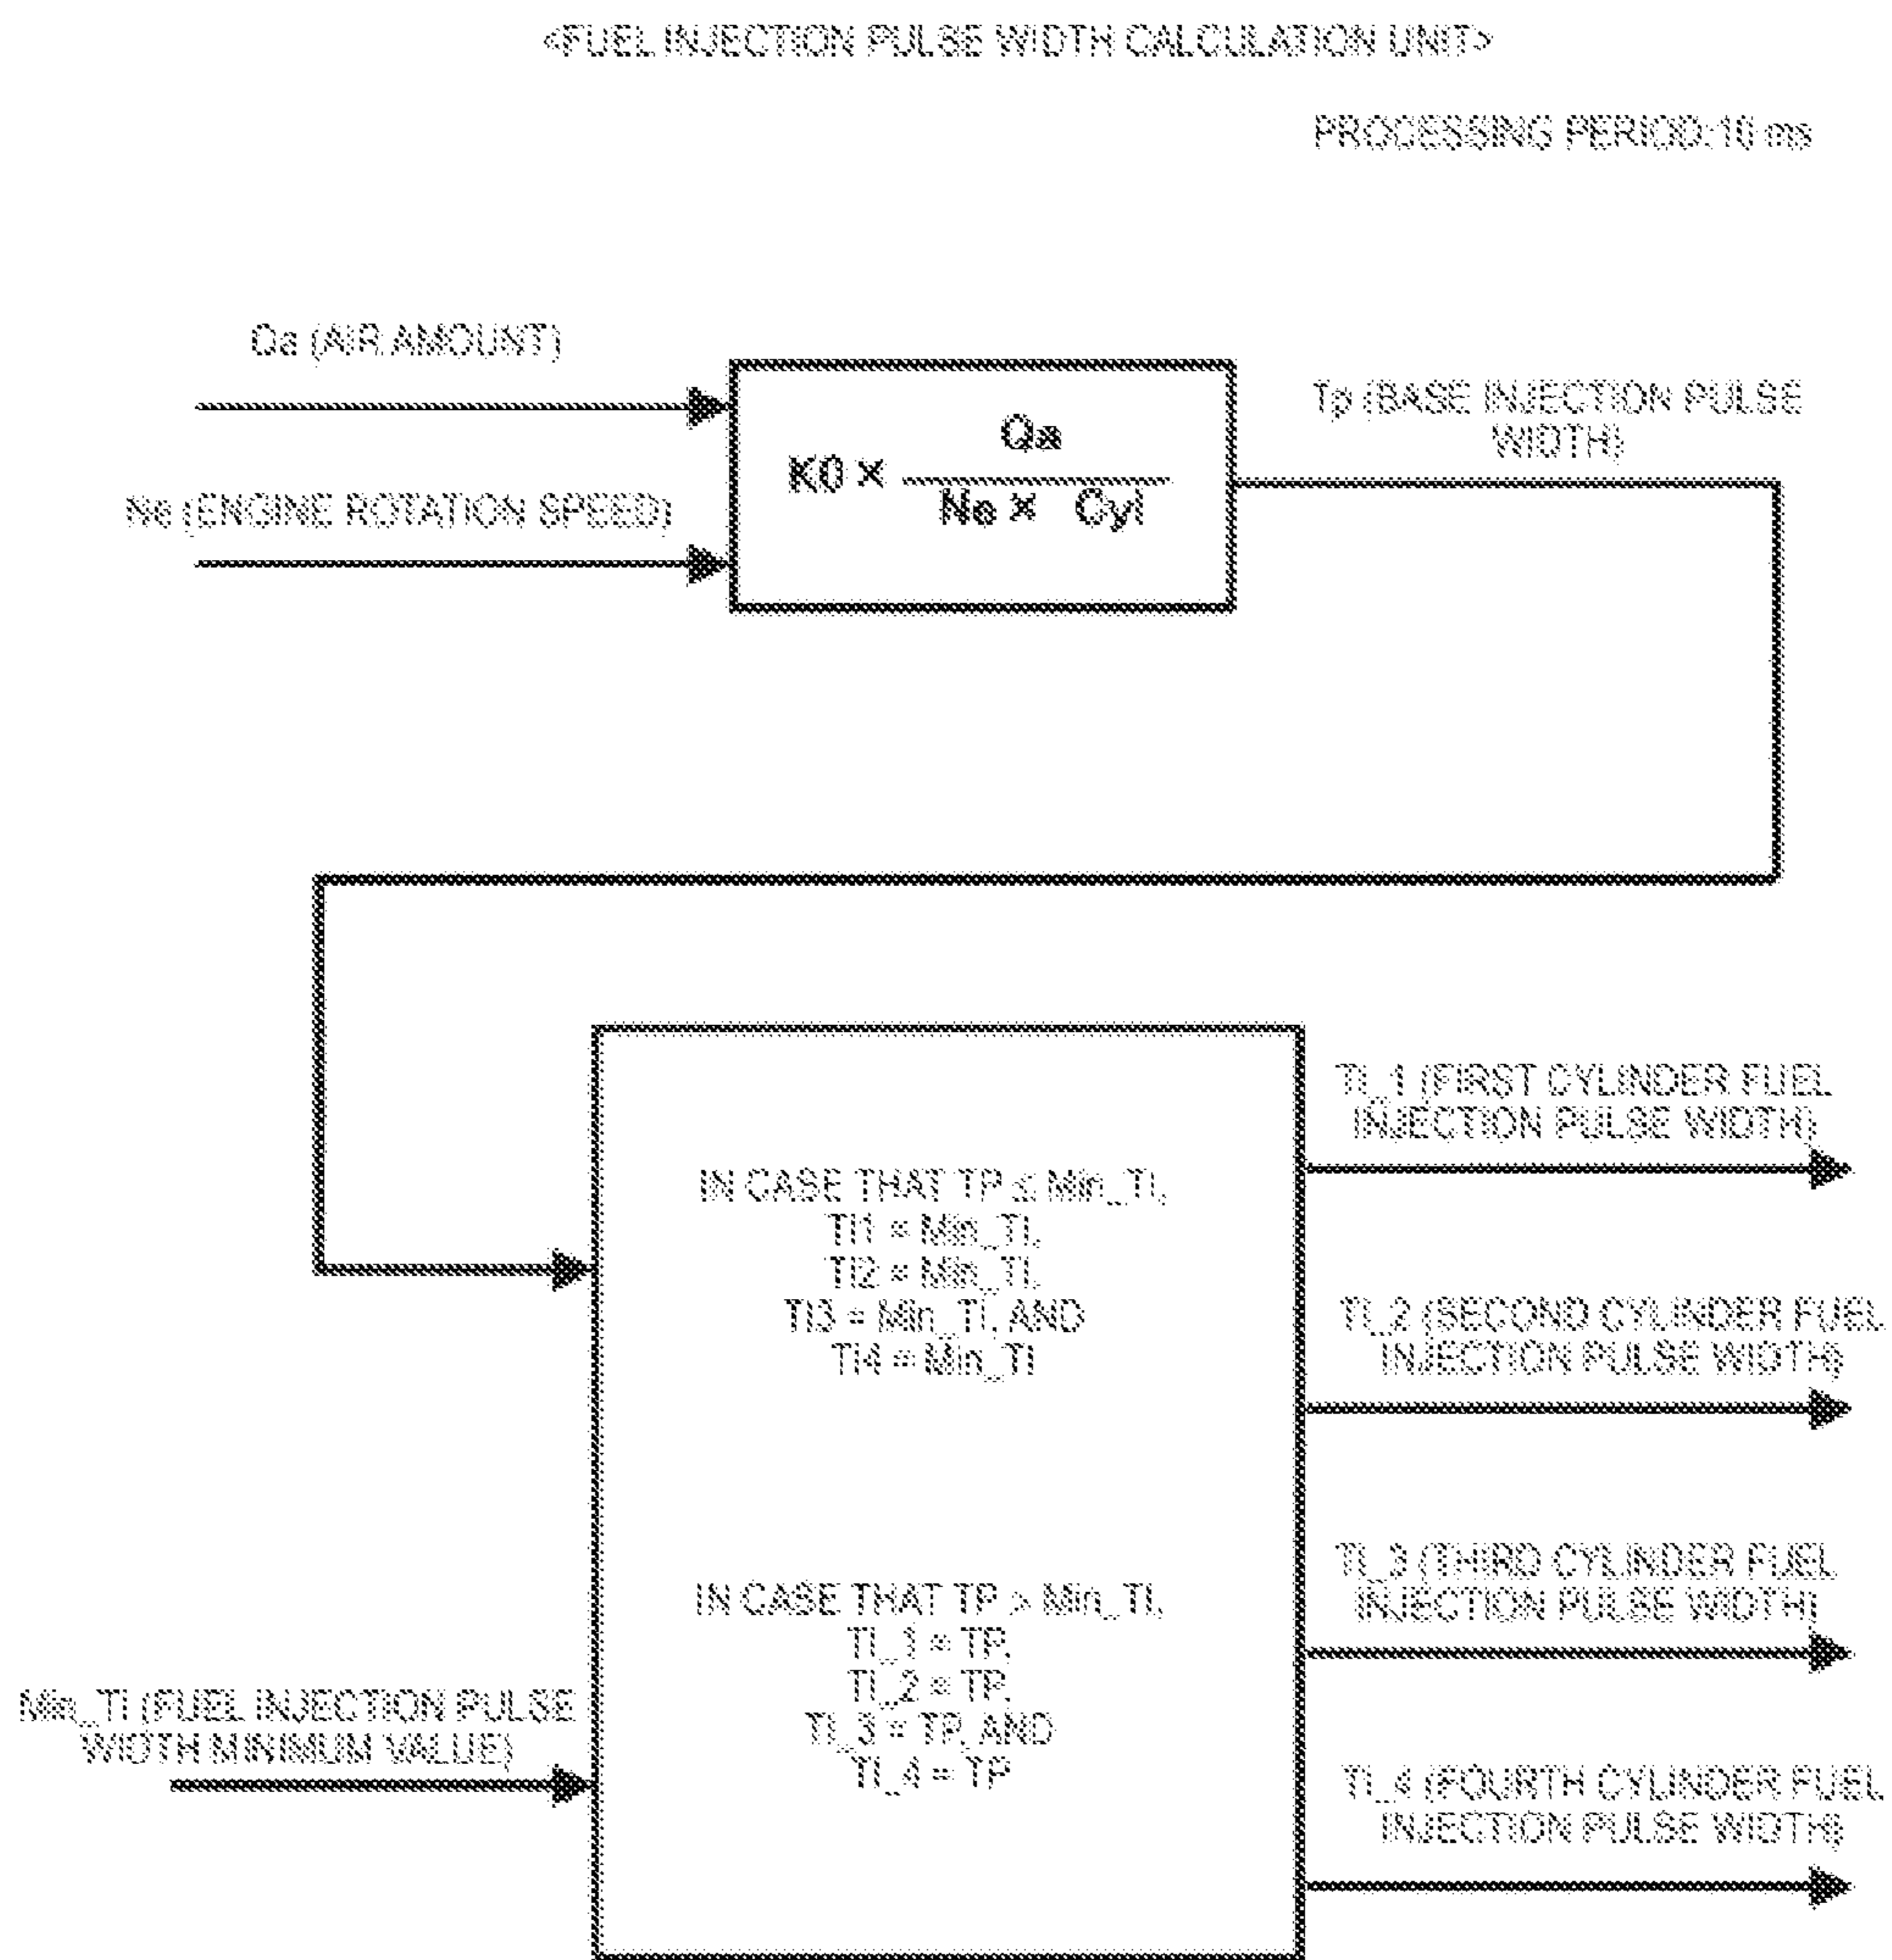 <FUEL INJECTION PULSE WIDTH CALCULATION UNIT>
PROCESSING PERIOD: 10 ms
Qa (AIR AMOUNT)
Ne (ENGINE ROTATION SPEED)
K0 ×
Qa
Ne × Cyl
Tp (BASE INJECTION PULSE
WIDTH)
IN CASE THAT TP ≤ Min_TI,
TI1 = Min_TI,
TI2 = Min_TI,
TI3 = Min_TI, AND
TI4 = Min_TI
IN CASE THAT TP > Min_TI,
TI_1 = TP,
TI_2 = TP,
TI_3 = TP, AND
TI_4 = TP
Min_TI (FUEL INJECTION PULSE
WIDTH MINIMUM VALUE)
TI_1 (FIRST CYLINDER FUEL
INJECTION PULSE WIDTH)
TI_2 (SECOND CYLINDER FUEL
INJECTION PULSE WIDTH)
TI_3 (THIRD CYLINDER FUEL
INJECTION PULSE WIDTH)
TI_4 (FOURTH CYLINDER FUEL
INJECTION PULSE WIDTH)